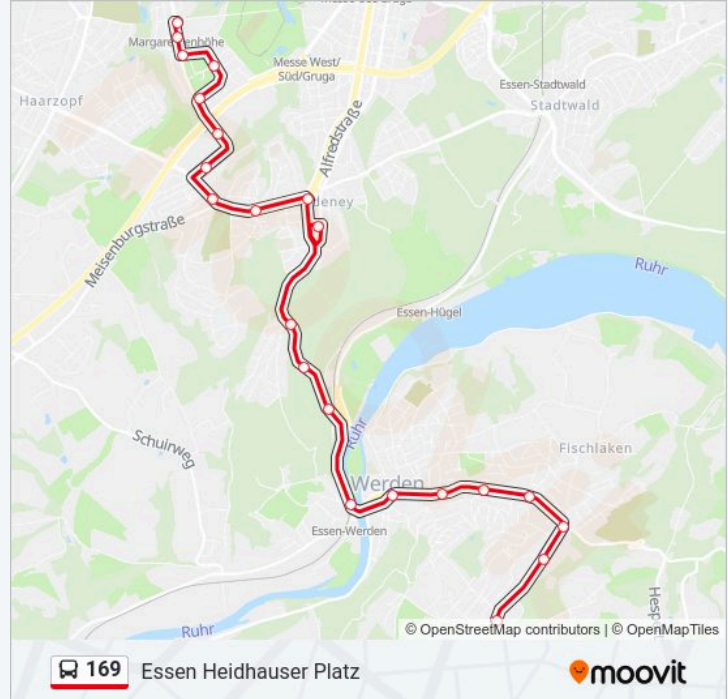 Messe West/
Süd/Gruga
Haarzopf
Essen-Stadtwald
Stadtwald
Alfredstraße
Meisenburgstraße
Ruhr
Essen-Hügel
Ruhr
Schuirweg
Fischlaken
Werden
Essen-Werden
Ruhr
© OpenStreetMap contributors | © OpenMapTiles
169 Essen Heidhauser Platz
moovit